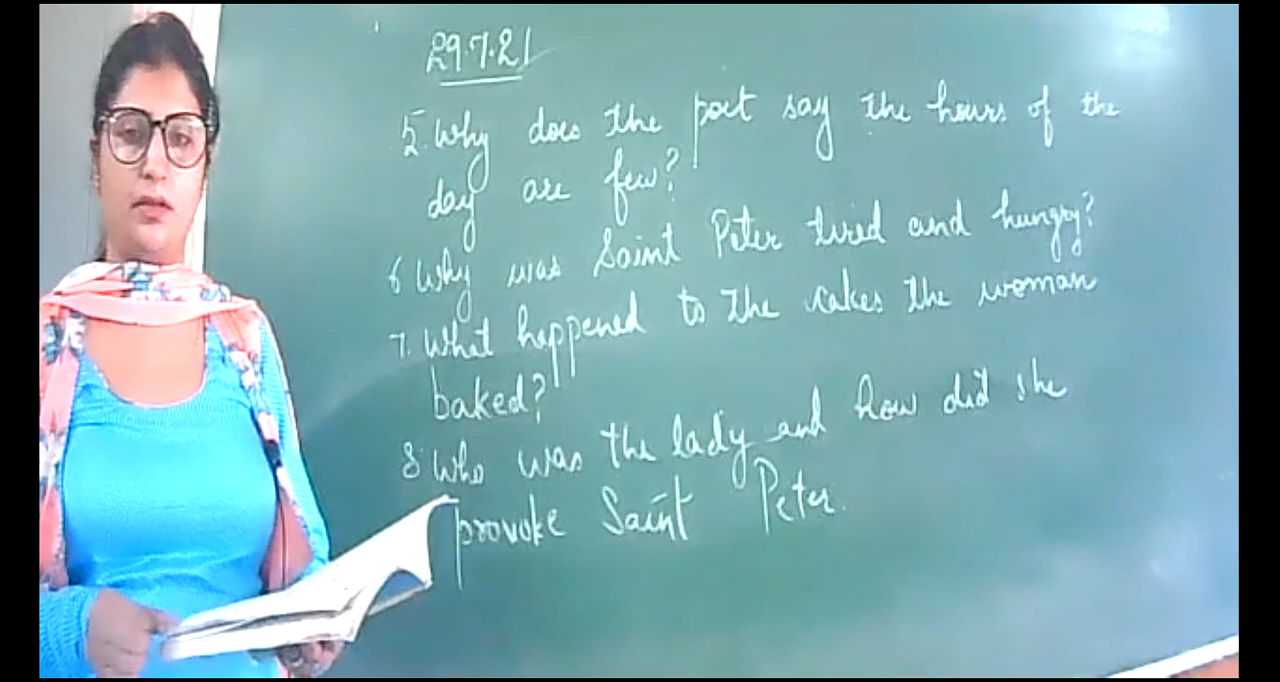 29.7.21
5. Why does the poet say the hours of the
day are few?
6 Why was Saint Peter tired and hungry?
7. What happened to the cakes the woman
baked?
8. Who was the lady and how did she
provoke Saint Peter.